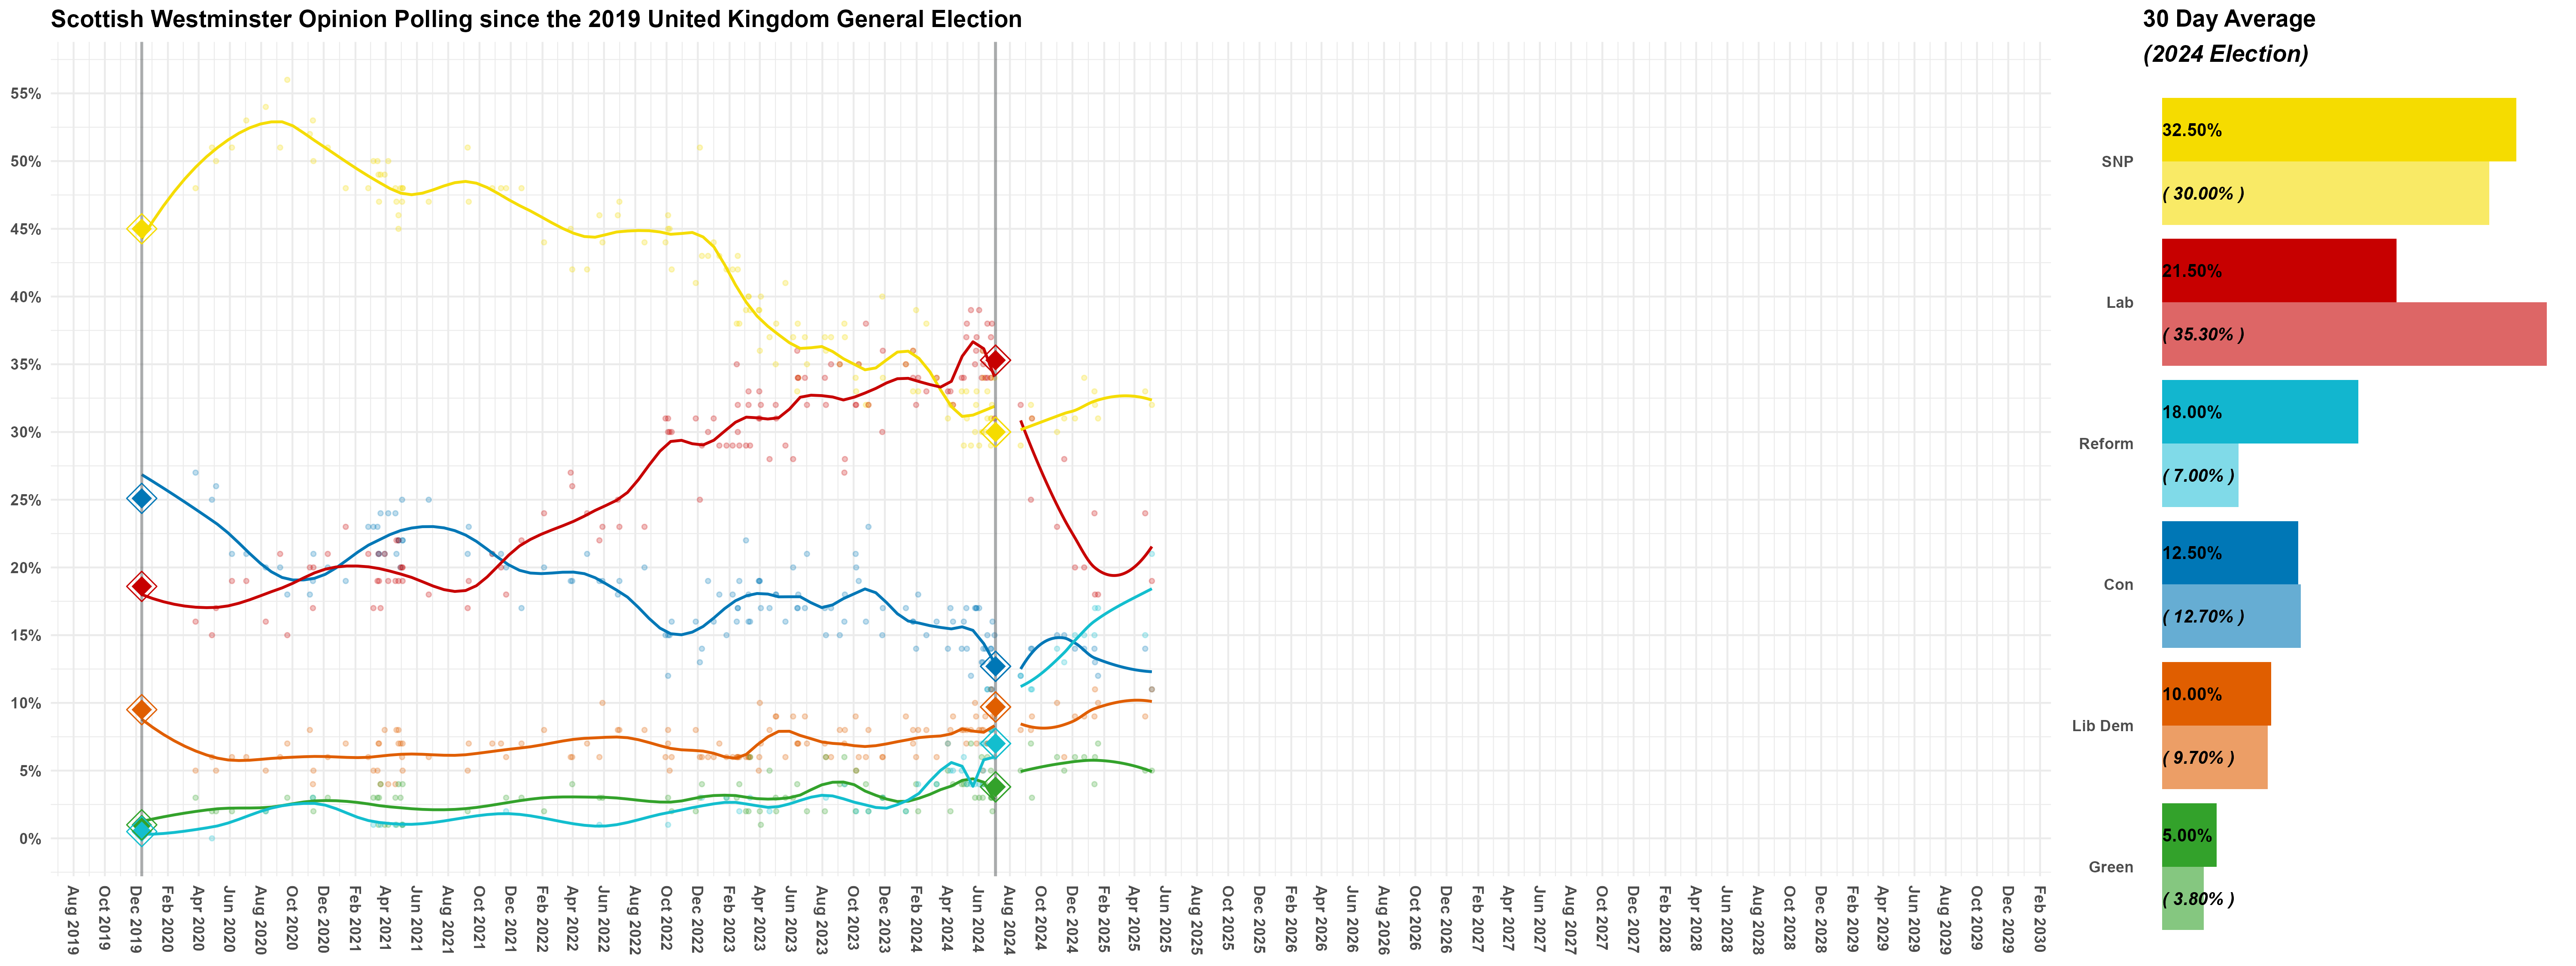 Scottish Westminster Opinion Polling since the 2019 United Kingdom General Election
55%
50%
45%
40%
35%
30%
25%
20%
15%
10%
5%
0%
Aug 2019
Oct 2019
Dec 2019
Feb 2020
Apr 2020
Jun 2020
Aug 2020
Oct 2020
Dec 2020
Feb 2021
Apr 2021
Jun 2021
Aug 2021
Oct 2021
Dec 2021
Feb 2022
Apr 2022
Jun 2022
Aug 2022
Oct 2022
Dec 2022
Feb 2023
Apr 2023
Jun 2023
Aug 2023
Oct 2023
Dec 2023
Feb 2024
Apr 2024
Jun 2024
Aug 2024
Oct 2024
Dec 2024
Feb 2025
Apr 2025
Jun 2025
Aug 2025
Oct 2025
Dec 2025
Feb 2026
Apr 2026
Jun 2026
Aug 2026
Oct 2026
Dec 2026
Feb 2027
Apr 2027
Jun 2027
Aug 2027
Oct 2027
Dec 2027
Feb 2028
Apr 2028
Jun 2028
Aug 2028
Oct 2028
Dec 2028
Feb 2029
Apr 2029
Jun 2029
Aug 2029
Oct 2029
Dec 2029
Feb 2030
30 Day Average
(2024 Election)
SNP
32.50%
( 30.00% )
Lab
21.50%
( 35.30% )
Reform
18.00%
( 7.00% )
Con
12.50%
( 12.70% )
Lib Dem
10.00%
( 9.70% )
Green
5.00%
( 3.80% )